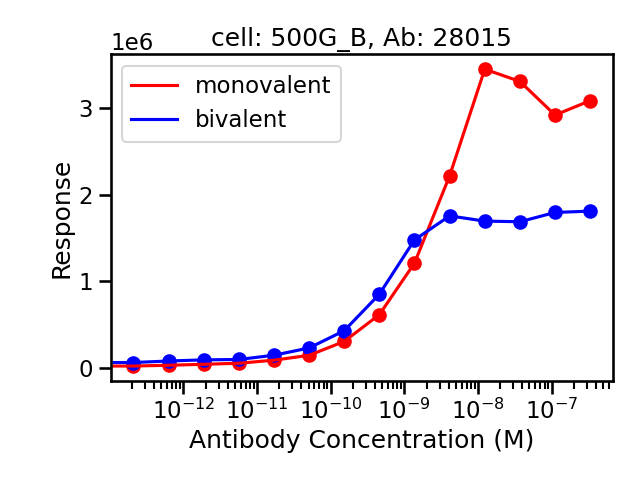 cell: 500G_B, Ab: 28015
1e6
monovalent
bivalent
3
2
1
0
Response
10⁻¹² 10⁻¹¹ 10⁻¹⁰ 10⁻⁹ 10⁻⁸ 10⁻⁷
Antibody Concentration (M)